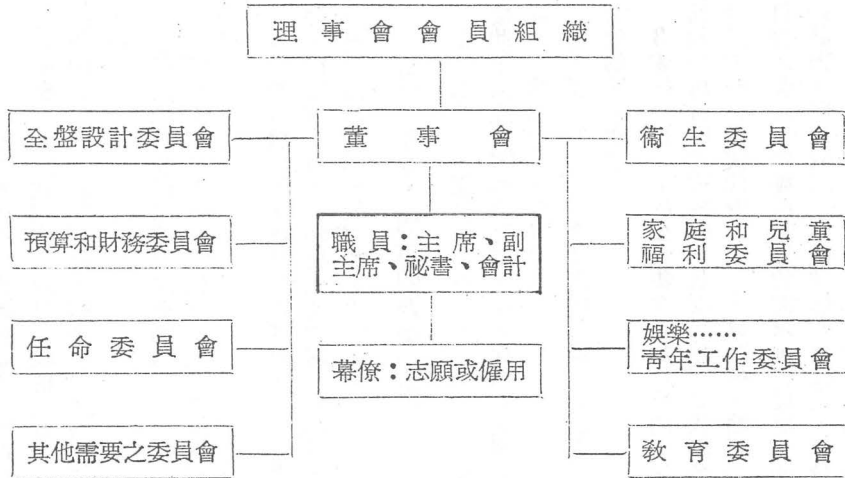 理事會會員組織
全盤設計委員會
董事會
衞生委員會
預算和財務委員會
職員：主席、副
主席、祕書、會計
家庭和兒童
福利委員會
任命委員會
幕僚：志願或僱用
娛樂……
青年工作委員會
其他需要之委員會
教育委員會